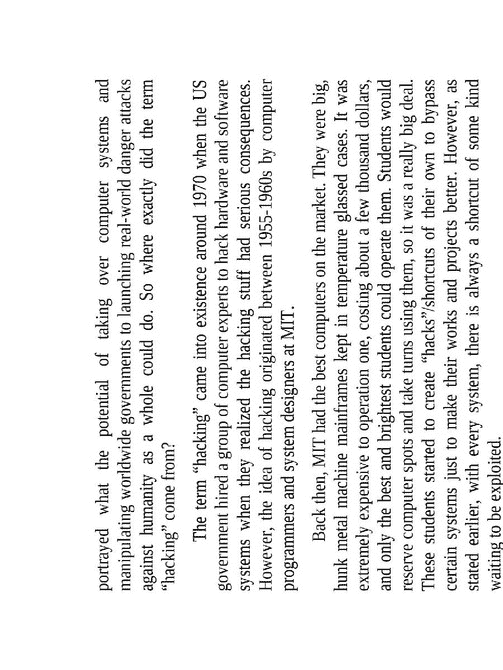 portrayed what the potential of taking over computer systems and
manipulating worldwide governments to launching real-world danger attacks
against humanity as a whole could do. So where exactly did the term
“hacking” come from?
The term “hacking” came into existence around 1970 when the US
government hired a group of computer experts to hack hardware and software
systems when they realized the hacking stuff had serious consequences.
However, the idea of hacking originated between 1955-1960s by computer
programmers and system designers at MIT.
Back then, MIT had the best computers on the market. They were big,
hunk metal machine mainframes kept in temperature glassed cases. It was
extremely expensive to operation one, costing about a few thousand dollars,
and only the best and brightest students could operate them. Students would
reserve computer spots and take turns using them, so it was a really big deal.
These students started to create “hacks”/shortcuts of their own to bypass
certain systems just to make their works and projects better. However, as
stated earlier, with every system, there is always a shortcut of some kind
waiting to be exploited.